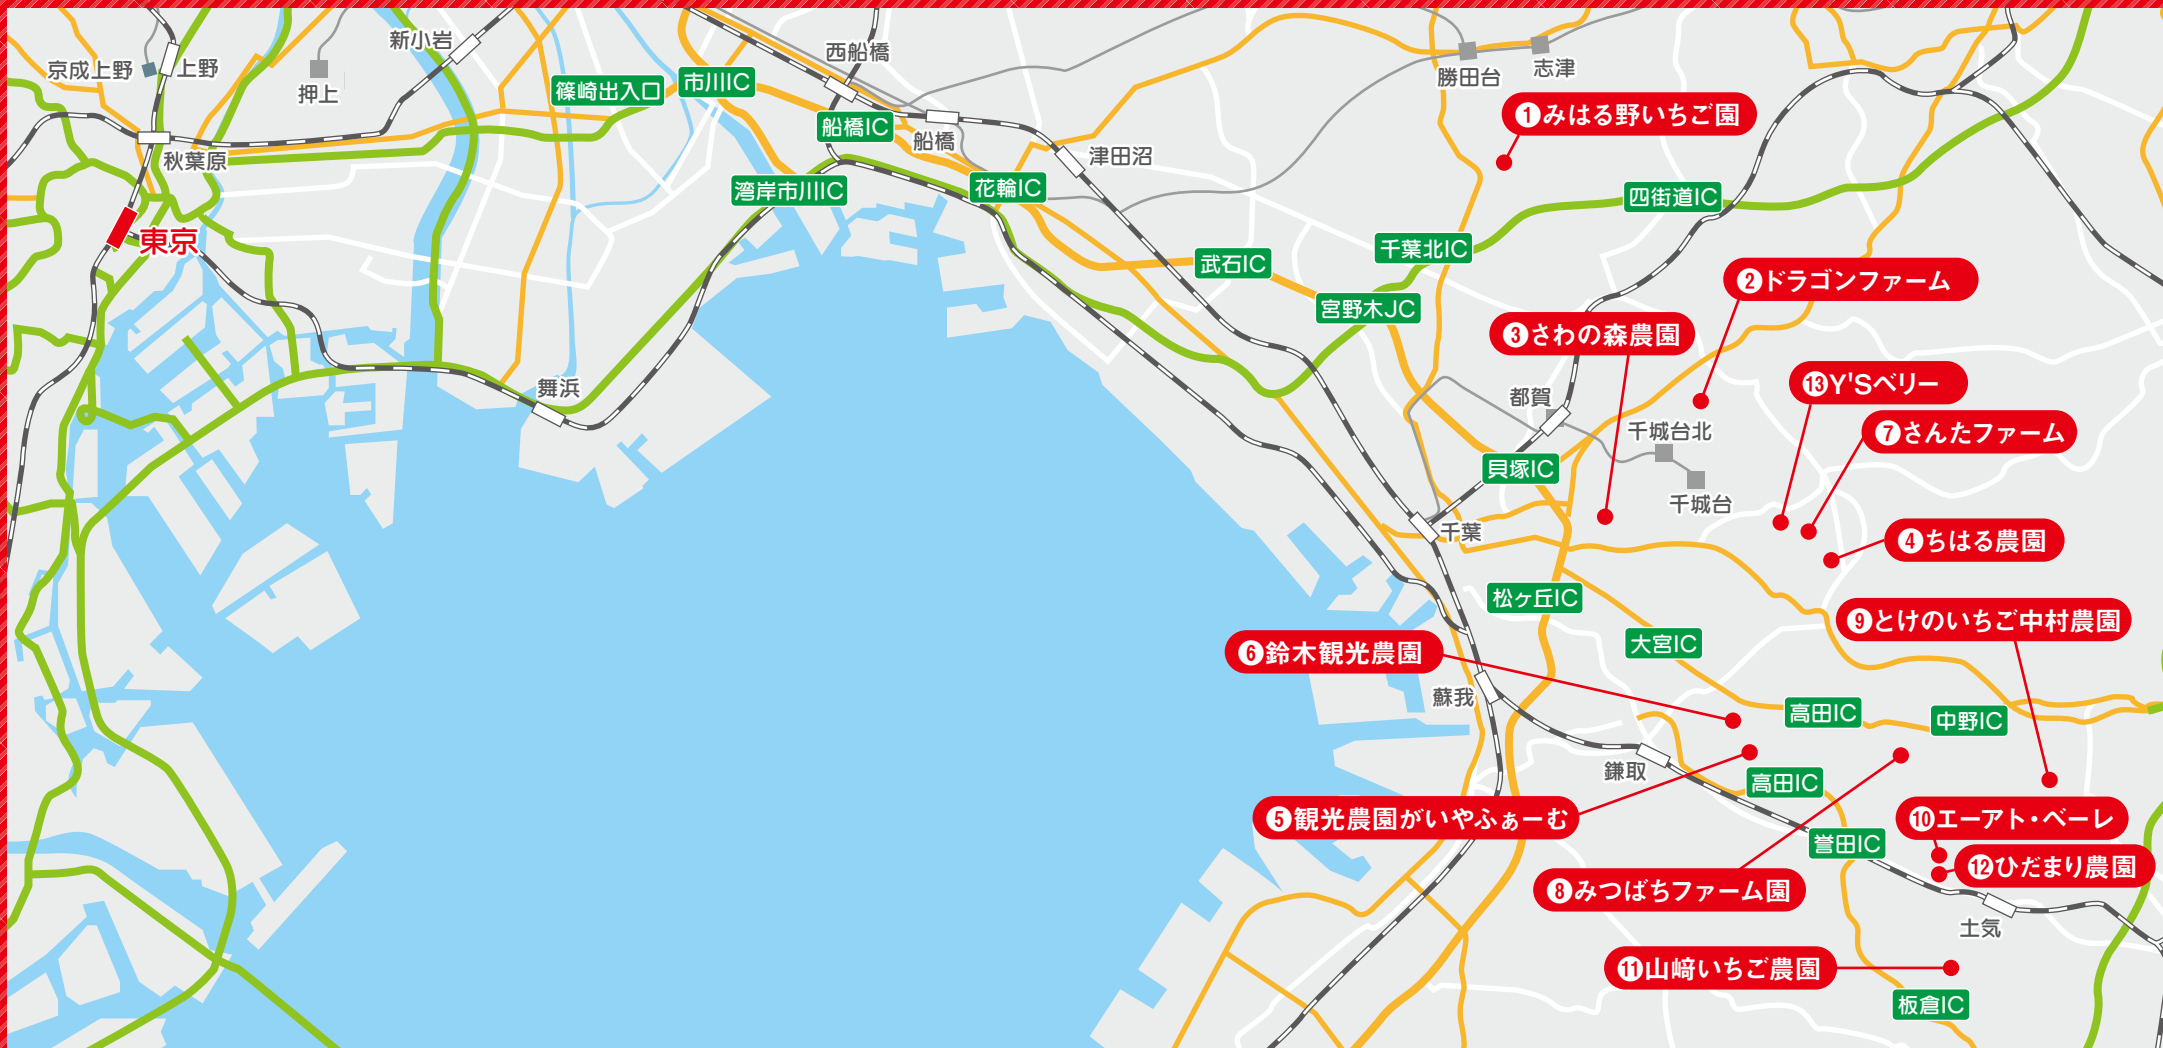 新小岩
京成上野
上野
押上
秋葉原
東京
篠崎出入口
市川IC
西船橋
船橋IC
船橋
湾岸市川IC
花輪IC
津田沼
舞浜
勝田台
志津
❶みはる野いちご園
四街道IC
千葉北IC
武石IC
宮野木JC
❷ドラゴンファーム
❸さわの森農園
⓭Y'Sベリー
都賀
千城台北
❼さんたファーム
貝塚IC
千城台
千葉
❹ちはる農園
松ヶ丘IC
❾とけのいちご中村農園
大宮IC
❻鈴木観光農園
蘇我
高田IC
中野IC
鎌取
高田IC
❺観光農園がいやふぁーむ
❿エーアト・ベーレ
誉田IC
⓬ひだまり農園
❽みつばちファーム園
土気
⓫山﨑いちご農園
板倉IC